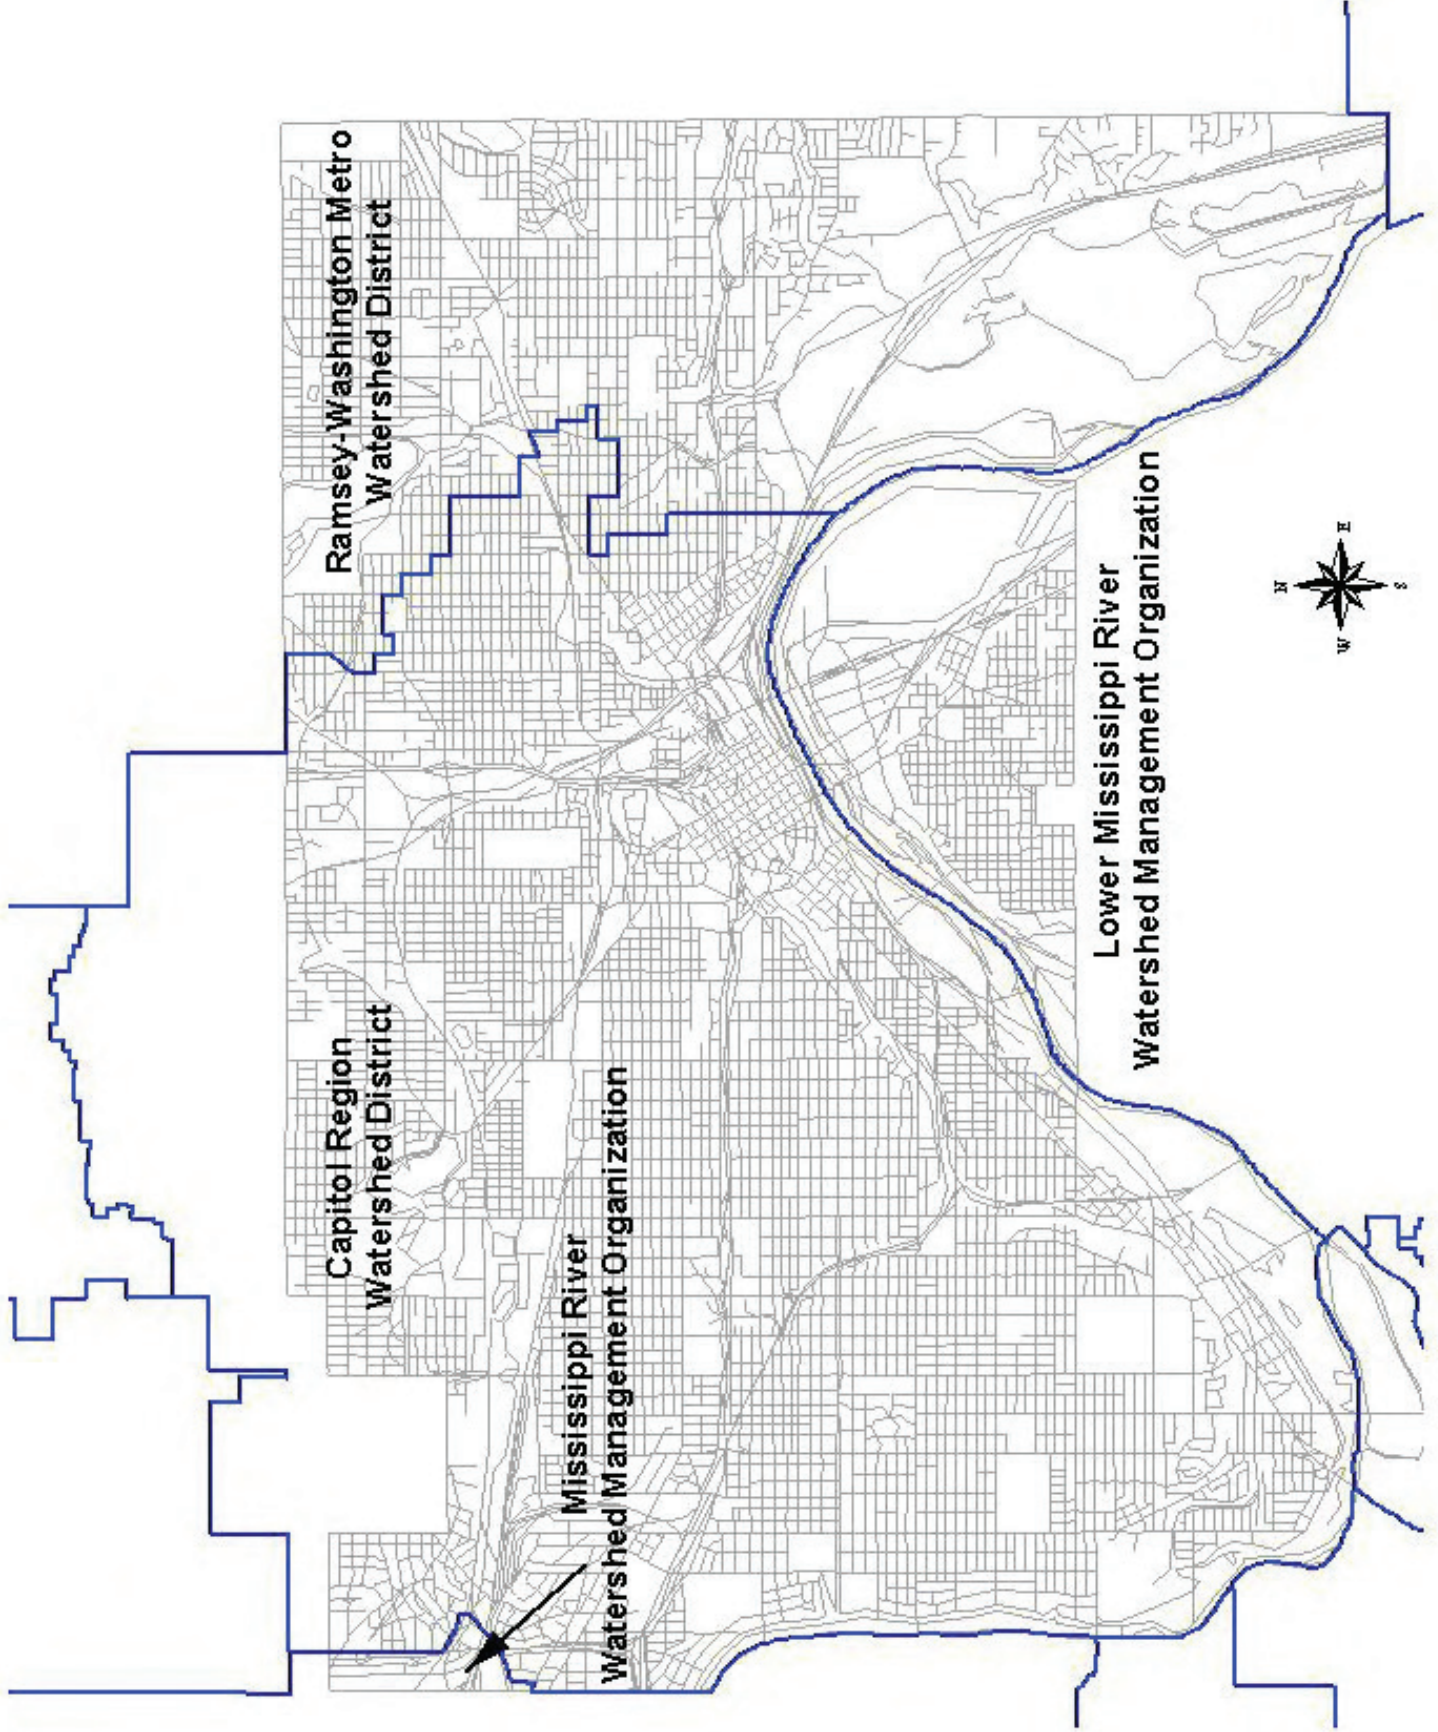 Ramsey-Washington Metro
Watershed District
Capitol Region
Watershed District
Mississippi River
Watershed Management Organization
Lower Mississippi River
Watershed Management Organization
N
W
E
S